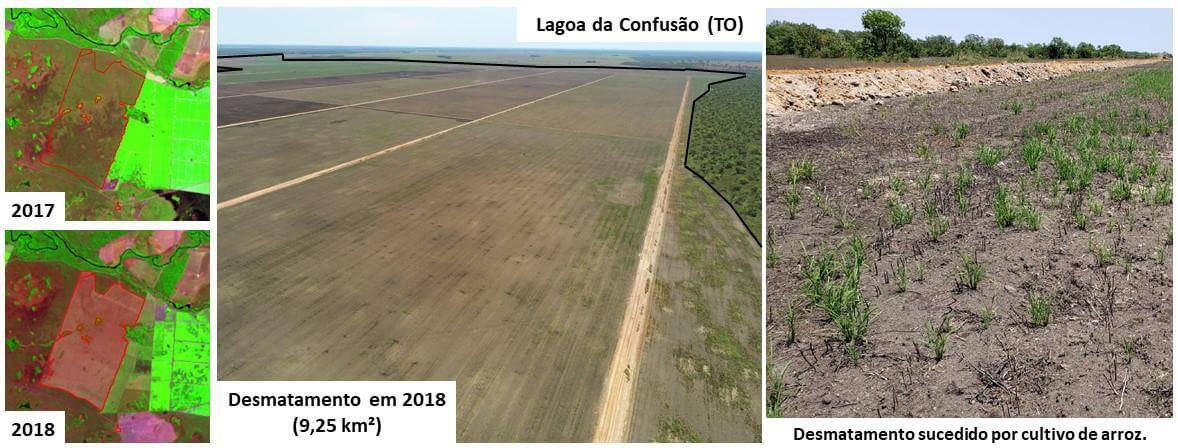 2017
2018
Lagoa da Confusão (TO)
Desmatamento em 2018
(9,25 km²)
Desmatamento sucedido por cultivo de arroz.